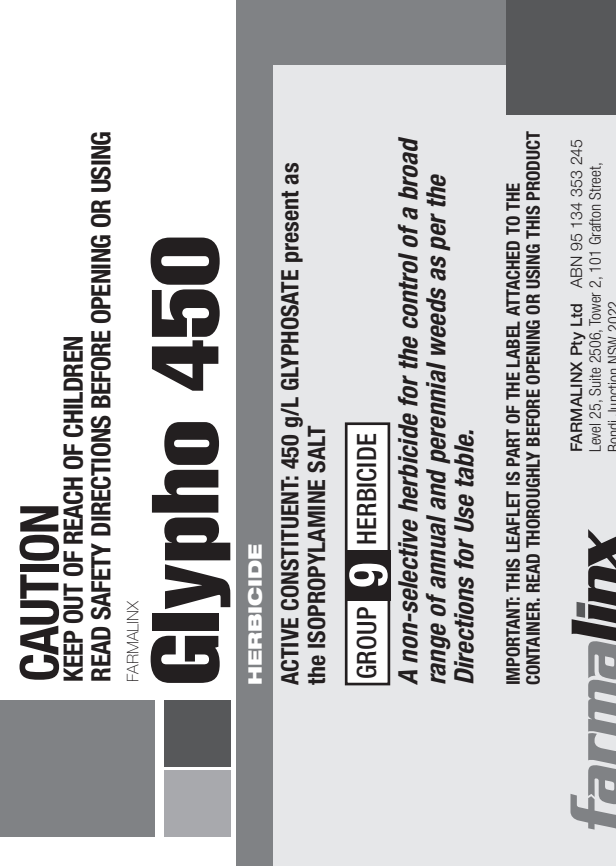 CAUTION
KEEP OUT OF REACH OF CHILDREN
READ SAFETY DIRECTIONS BEFORE OPENING OR USING
FARMALINX
Glypho 450
HERBICIDE
ACTIVE CONSTITUENT: 450 g/L GLYPHOSATE present as
the ISOPROPYLAMINE SALT
GROUP 9 HERBICIDE
A non-selective herbicide for the control of a broad
range of annual and perennial weeds as per the
Directions for Use table.
IMPORTANT: THIS LEAFLET IS PART OF THE LABEL ATTACHED TO THE
CONTAINER. READ THOROUGHLY BEFORE OPENING OR USING THIS PRODUCT
farmalinx
FARMALINX Pty Ltd ABN 95 134 353 245
Level 25, Suite 2506, Tower 2, 101 Grafton Street,
Bondi Junction NSW 2022